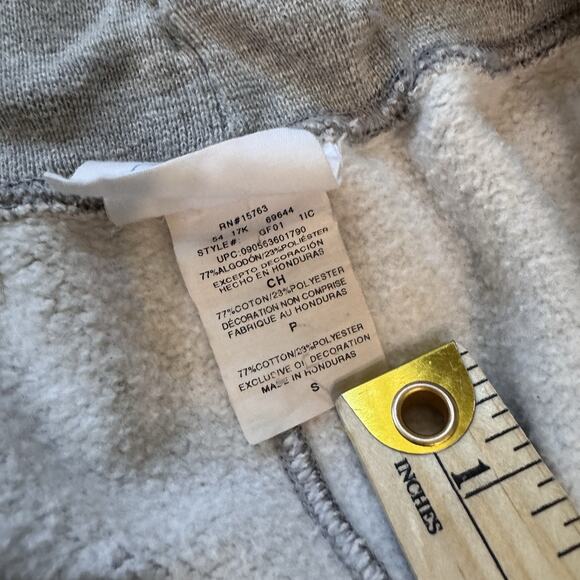 RN#15763
54 17K 69644
STYLE#: GF01 1IC
UPC:090563601790
77%ALGODÓN/23%POLIÉSTER
EXCEPTO DECORACIÓN
HECHO EN HONDURAS
CH
77%COTON/23%POLYESTER
DÉCORATION NON COMPRISE
FABRIQUE AU HONDURAS
P
77%COTTON/23%POLYESTER
EXCLUSIVE OF DECORATION
MADE IN HONDURAS
S
INCHES
1